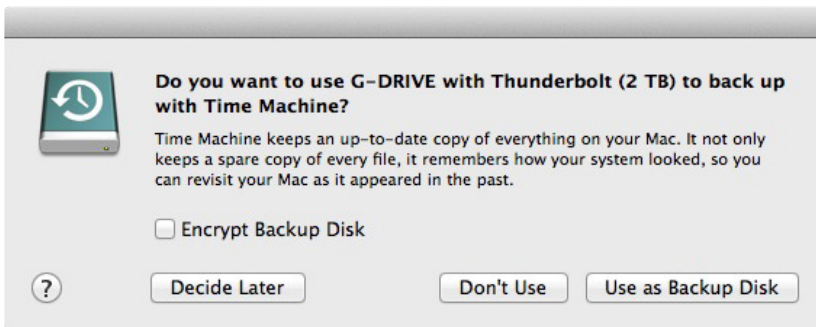 Do you want to use G-DRIVE with Thunderbolt (2 TB) to back up
with Time Machine?
Time Machine keeps an up-to-date copy of everything on your Mac. It not only
keeps a spare copy of every file, it remembers how your system looked, so you
can revisit your Mac as it appeared in the past.
Encrypt Backup Disk
? Decide Later Don't Use Use as Backup Disk